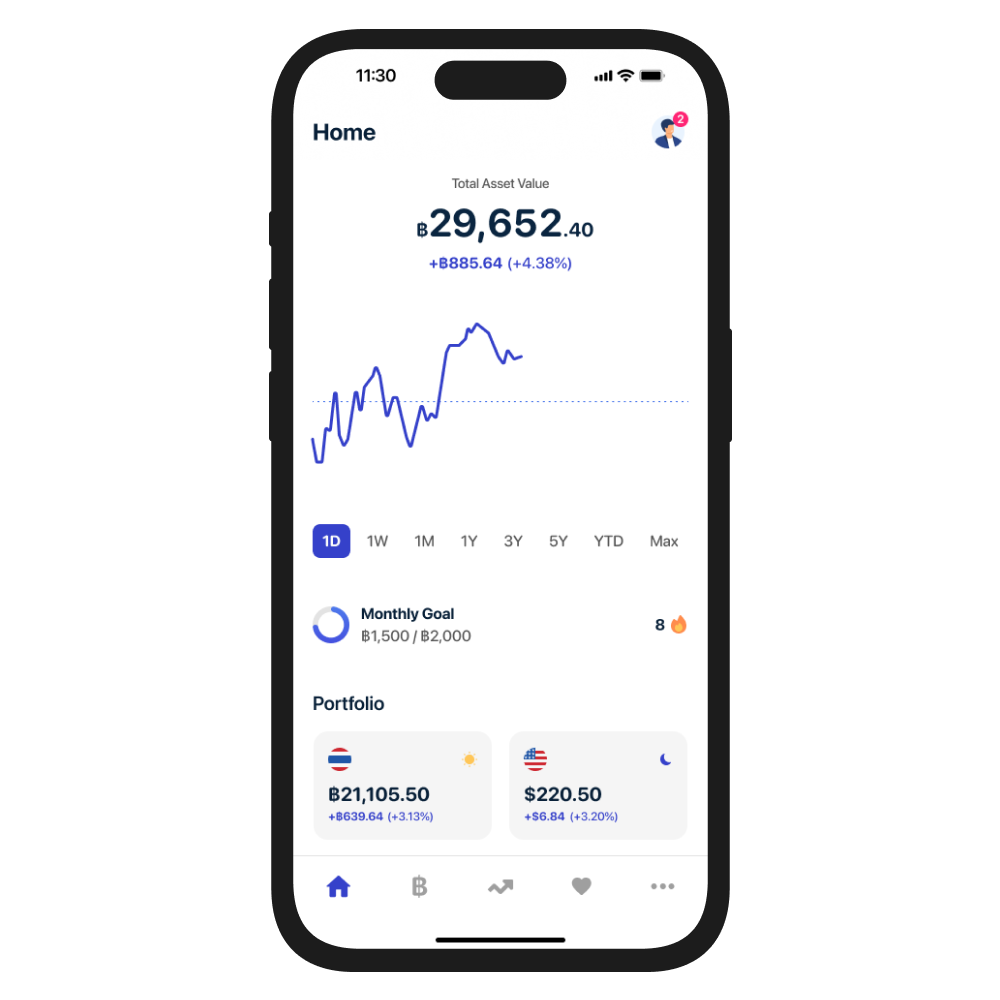 11:30
Home
2
Total Asset Value
฿29,652.40
+฿885.64 (+4.38%)
1D 1W 1M 1Y 3Y 5Y YTD Max
Monthly Goal
฿1,500 / ฿2,000
8
Portfolio
฿21,105.50
+฿639.64 (+3.13%)
$220.50
+$6.84 (+3.20%)
฿